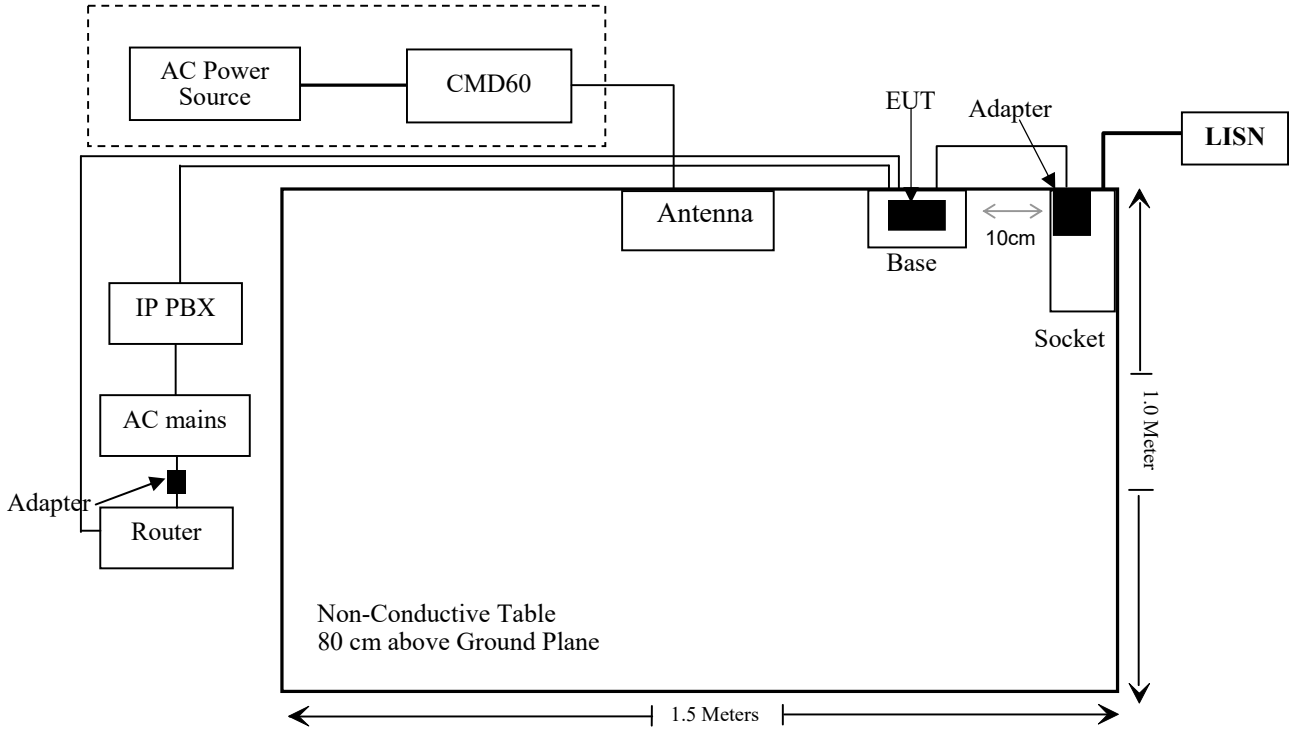 AC Power
Source
CMD60
EUT
Adapter
LISN
Antenna
10cm
Base
IP PBX
Socket
AC mains
1.0 Meter
Adapter
Router
Non-Conductive Table
80 cm above Ground Plane
1.5 Meters